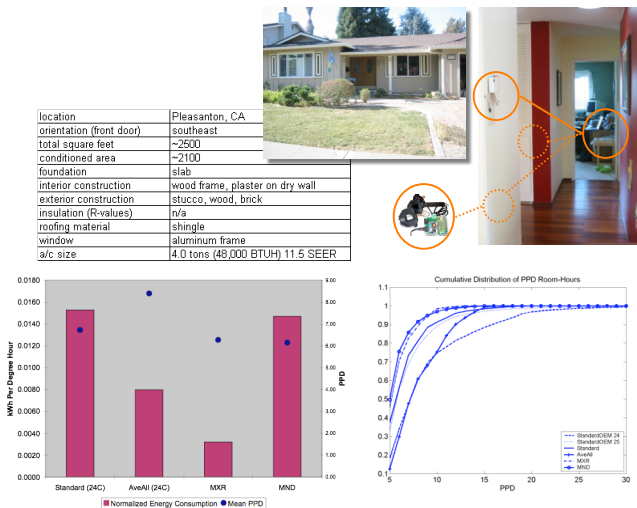 location Pleasanton, CA
orientation (front door) southeast
total square feet ~2500
conditioned area ~2100
foundation slab
interior construction wood frame, plaster on dry wall
exterior construction stucco, wood, brick
insulation (R-values) n/a
roofing material shingle
window aluminum frame
a/c size 4.0 tons (48,000 BTUH) 11.5 SEER
0.0180
0.0160
0.0140
0.0120
0.0100
0.0080
0.0060
0.0040
0.0020
0.0000
kWh Per Degree Hour
9.00
8.00
7.00
6.00
5.00
4.00
3.00
2.00
1.00
0.00
PPD
Standard (24C) AveAll (24C) MXR MND
Normalized Energy Consumption Mean PPD
Cumulative Distribution of PPD Room-Hours
1.1
1
0.9
0.8
0.7
0.6
0.5
0.4
0.3
0.2
0.1
5 10 15 20 25 30
PPD
StandardOEM 24
StandardOEM 25
Standard
AveAll
MXR
MND